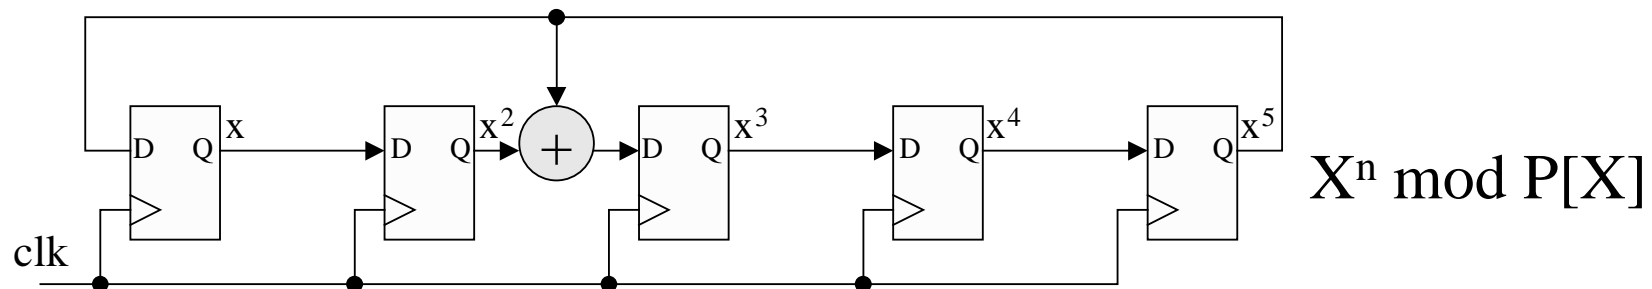 x x² x³ x⁴ x⁵
D Q D Q + D Q D Q D Q
Xⁿ mod P[X]
clk